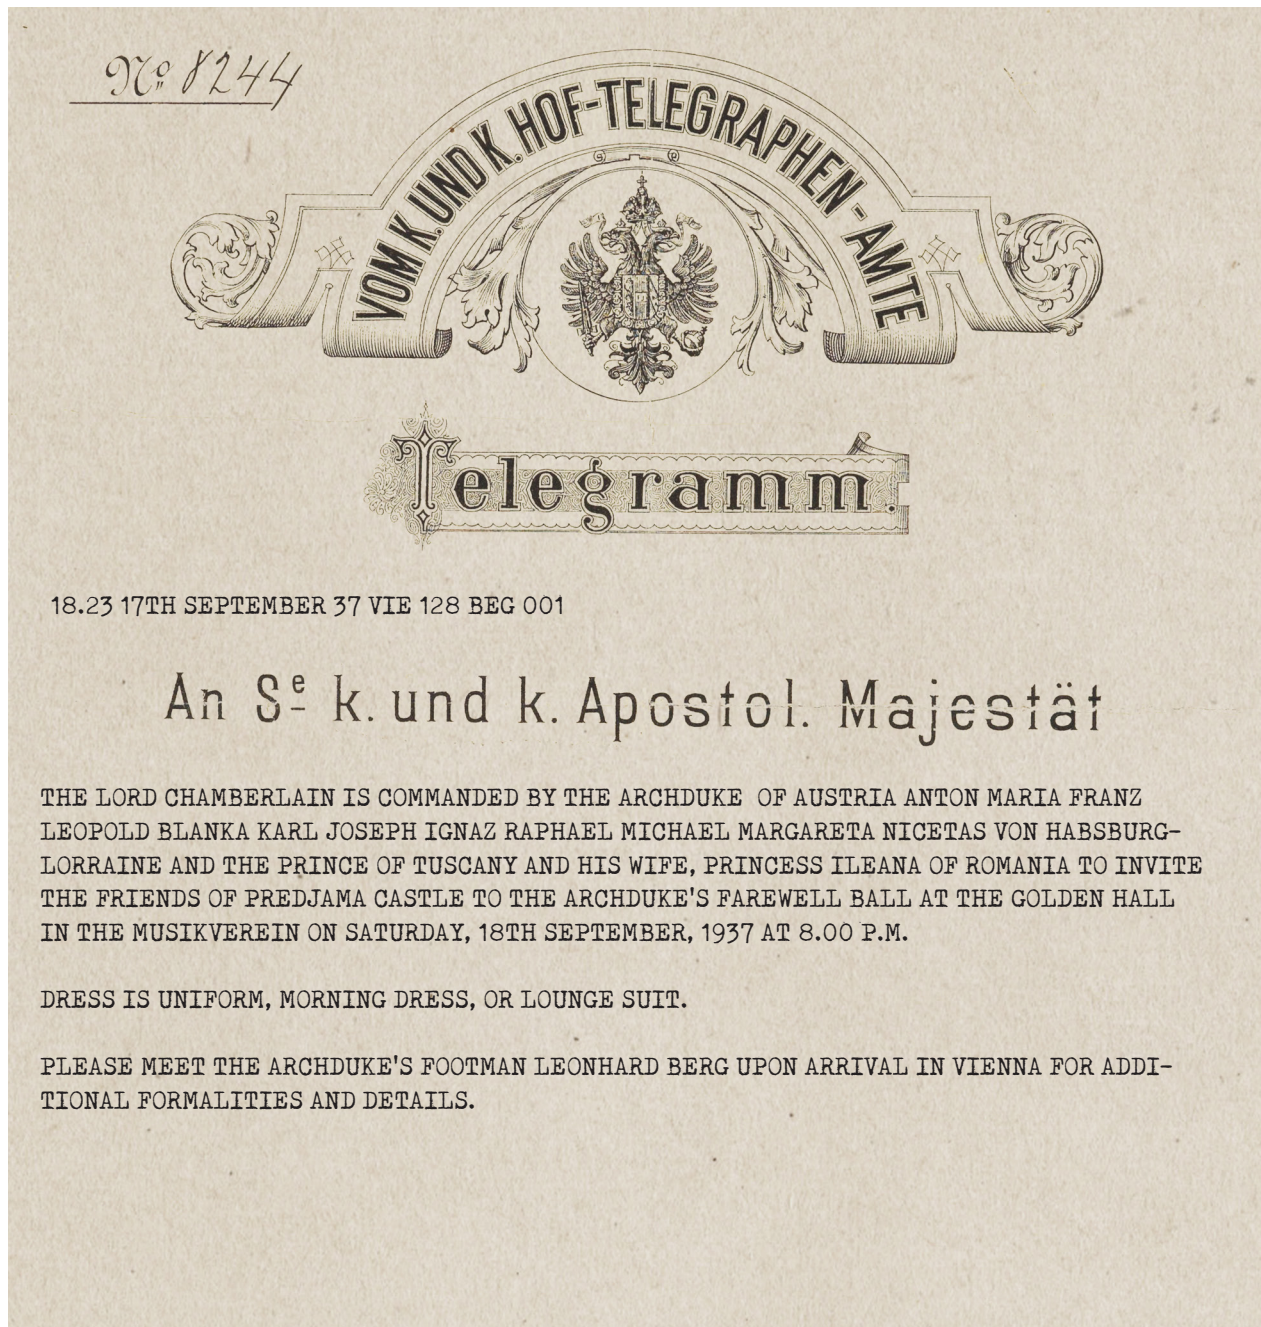 No 8244
VOM K. UND K. HOF-TELEGRAPHEN-AMTE
Telegramm.
18.23 17TH SEPTEMBER 37 VIE 128 BEG 001
An Se k. und k. Apostol. Majestät
THE LORD CHAMBERLAIN IS COMMANDED BY THE ARCHDUKE OF AUSTRIA ANTON MARIA FRANZ
LEOPOLD BLANKA KARL JOSEPH IGNAZ RAPHAEL MICHAEL MARGARETA NICETAS VON HABSBURG-
LORRAINE AND THE PRINCE OF TUSCANY AND HIS WIFE, PRINCESS ILEANA OF ROMANIA TO INVITE
THE FRIENDS OF PREDJAMA CASTLE TO THE ARCHDUKE'S FAREWELL BALL AT THE GOLDEN HALL
IN THE MUSIKVEREIN ON SATURDAY, 18TH SEPTEMBER, 1937 AT 8.00 P.M.
DRESS IS UNIFORM, MORNING DRESS, OR LOUNGE SUIT.
PLEASE MEET THE ARCHDUKE'S FOOTMAN LEONHARD BERG UPON ARRIVAL IN VIENNA FOR ADDI-
TIONAL FORMALITIES AND DETAILS.